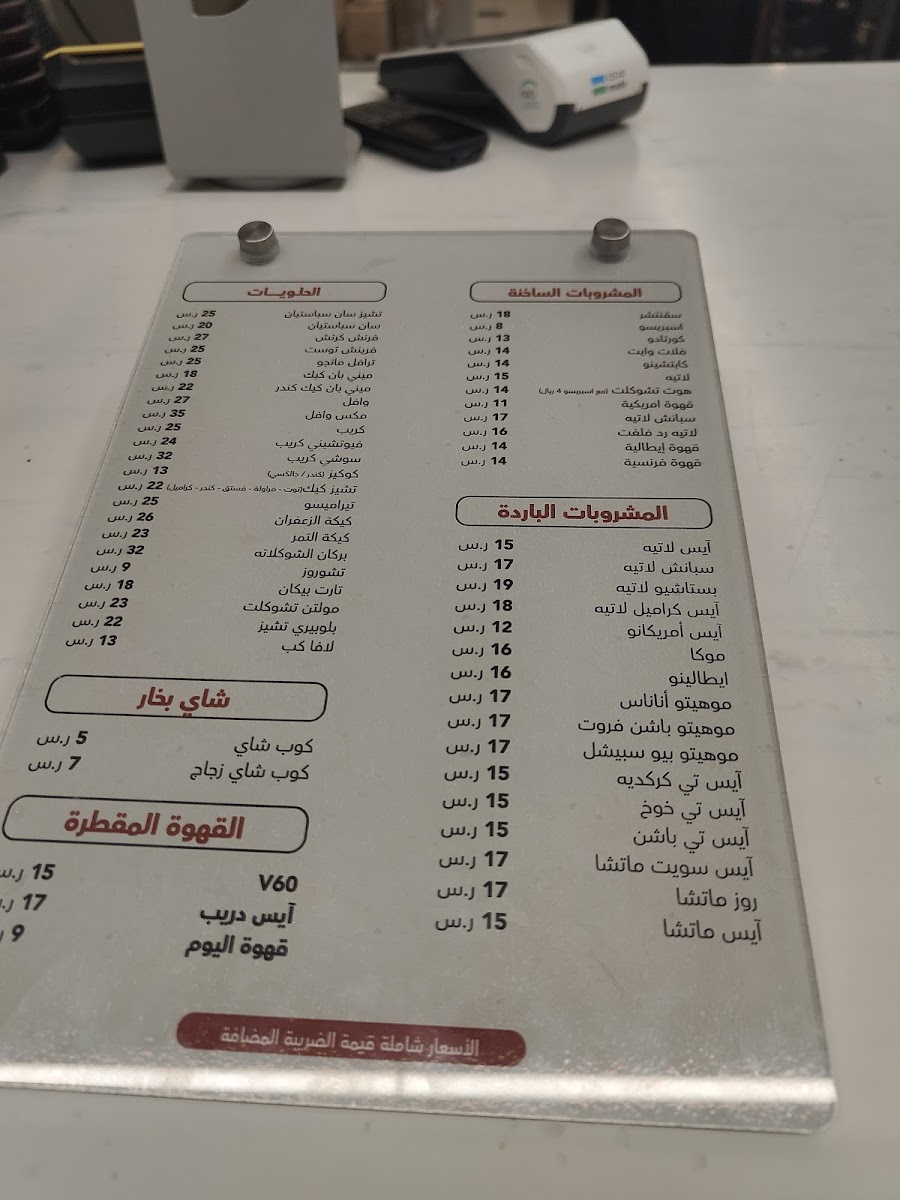 المشروبات الساخنة
سقنتشر 18 ر.س
اسبريسو 8 ر.س
كورتادو 13 ر.س
فلات وايت 14 ر.س
كابتشينو 14 ر.س
لاتيه 15 ر.س
هوت تشوكلت (مع اسبريسو 4 ريال) 14 ر.س
قهوة امريكية 11 ر.س
سبانش لاتيه 17 ر.س
لاتيه رد فلفت 16 ر.س
قهوة إيطالية 14 ر.س
قهوة فرنسية 14 ر.س
المشروبات الباردة
آيس لاتيه 15 ر.س
سبانش لاتيه 17 ر.س
بستاشيو لاتيه 19 ر.س
آيس كراميل لاتيه 18 ر.س
آيس أمريكانو 12 ر.س
موكا 16 ر.س
ايطالينو 16 ر.س
موهيتو أناناس 17 ر.س
موهيتو باشن فروت 17 ر.س
موهيتو بيو سبيشل 17 ر.س
آيس تي كركديه 15 ر.س
آيس تي خوخ 15 ر.س
آيس تي باشن 15 ر.س
آيس سويت ماتشا 17 ر.س
روز ماتشا 17 ر.س
آيس ماتشا 15 ر.س
الحلويـــات
تشيز سان سباستيان 25 ر.س
سان سباستيان 20 ر.س
فرنش كرنش 27 ر.س
فرينش توست 25 ر.س
ترافل مانجو 25 ر.س
ميني بان كيك 18 ر.س
ميني بان كيك كندر 22 ر.س
وافل 27 ر.س
مكس وافل 35 ر.س
كريب 25 ر.س
فيوتشيني كريب 24 ر.س
سوشي كريب 32 ر.س
كوكيز (كندر / جالكسي) 13 ر.س
تشيز كيك (توت - فراولة - فستق - كندر - كراميل) 22 ر.س
تيراميسو 25 ر.س
كيكة الزعفران 26 ر.س
كيكة التمر 23 ر.س
بركان الشوكلاته 32 ر.س
تشوروز 9 ر.س
تارت بيكان 18 ر.س
مولتن تشوكلت 23 ر.س
بلوبيري تشيز 22 ر.س
لافا كب 13 ر.س
شاي بخار
كوب شاي 5 ر.س
كوب شاي زجاج 7 ر.س
القهوة المقطرة
V60 15 ر.س
آيس دريب 17 ر.
قهوة اليوم 9 ر
الأسعار شاملة قيمة الضريبة المضافة